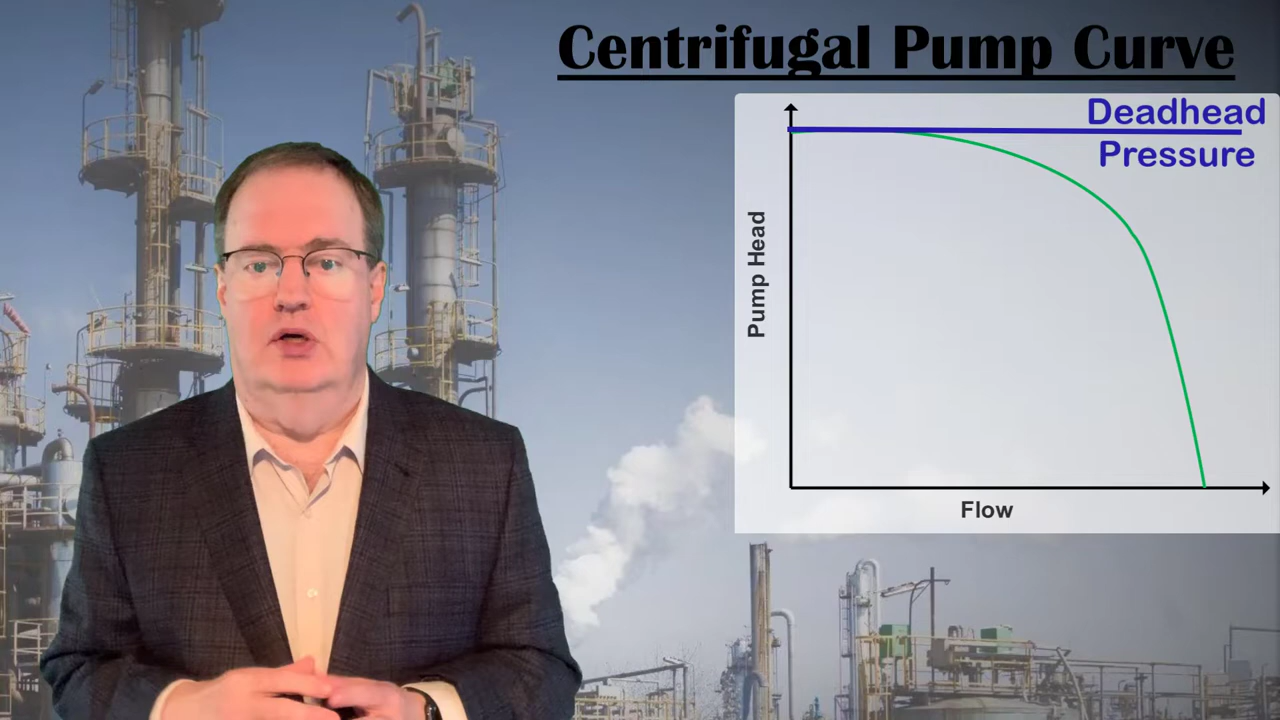 Centrifugal Pump Curve
Deadhead
Pressure
Pump Head
Flow